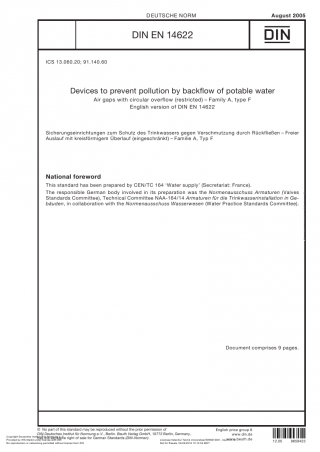 DEUTSCHE NORM
August 2005
DIN EN 14622
DIN
ICS 13.060.20; 91.140.60
Devices to prevent pollution by backflow of potable water
Air gaps with circular overflow (restricted) – Family A, type F
English version of DIN EN 14622
Sicherungseinrichtungen zum Schutz des Trinkwassers gegen Verschmutzung durch Rückfließen – Freier
Auslauf mit kreisförmigem Überlauf (eingeschränkt) – Familie A, Typ F
National foreword
This standard has been prepared by CEN/TC 164 ‘Water supply’ (Secretariat: France).
The responsible German body involved in its preparation was the Normenausschuss Armaturen (Valves
Standards Committee), Technical Committee NAA-164/14 Armaturen für die Trinkwasserinstallation in Ge-
bäuden, in collaboration with the Normenausschuss Wasserwesen (Water Practice Standards Committee).
Document comprises 9 pages.
© No part of this standard may be reproduced without the prior permission of
DIN Deutsches Institut für Normung e.V., Berlin. Beuth Verlag GmbH, 10772 Berlin, Germany,
right of sale for German Standards (DIN-Normen).
English price group 8
www.din.de
www.beuth.de